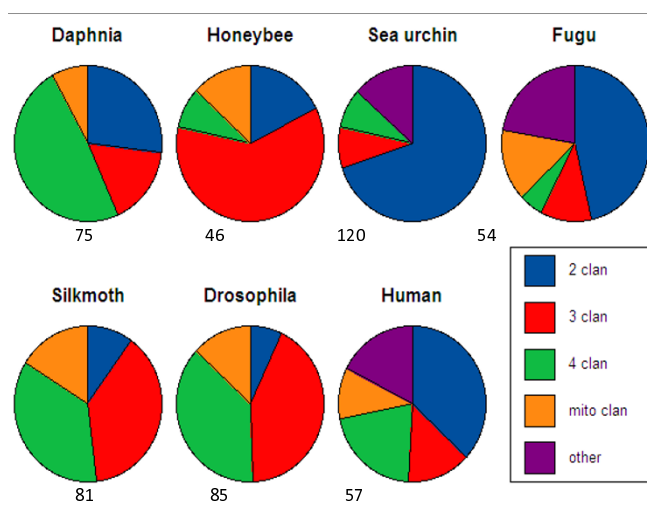 Daphnia Honeybee Sea urchin Fugu
75 46 120 54
2 clan
Silkmoth Drosophila Human
3 clan
4 clan
mito clan
other
81 85 57